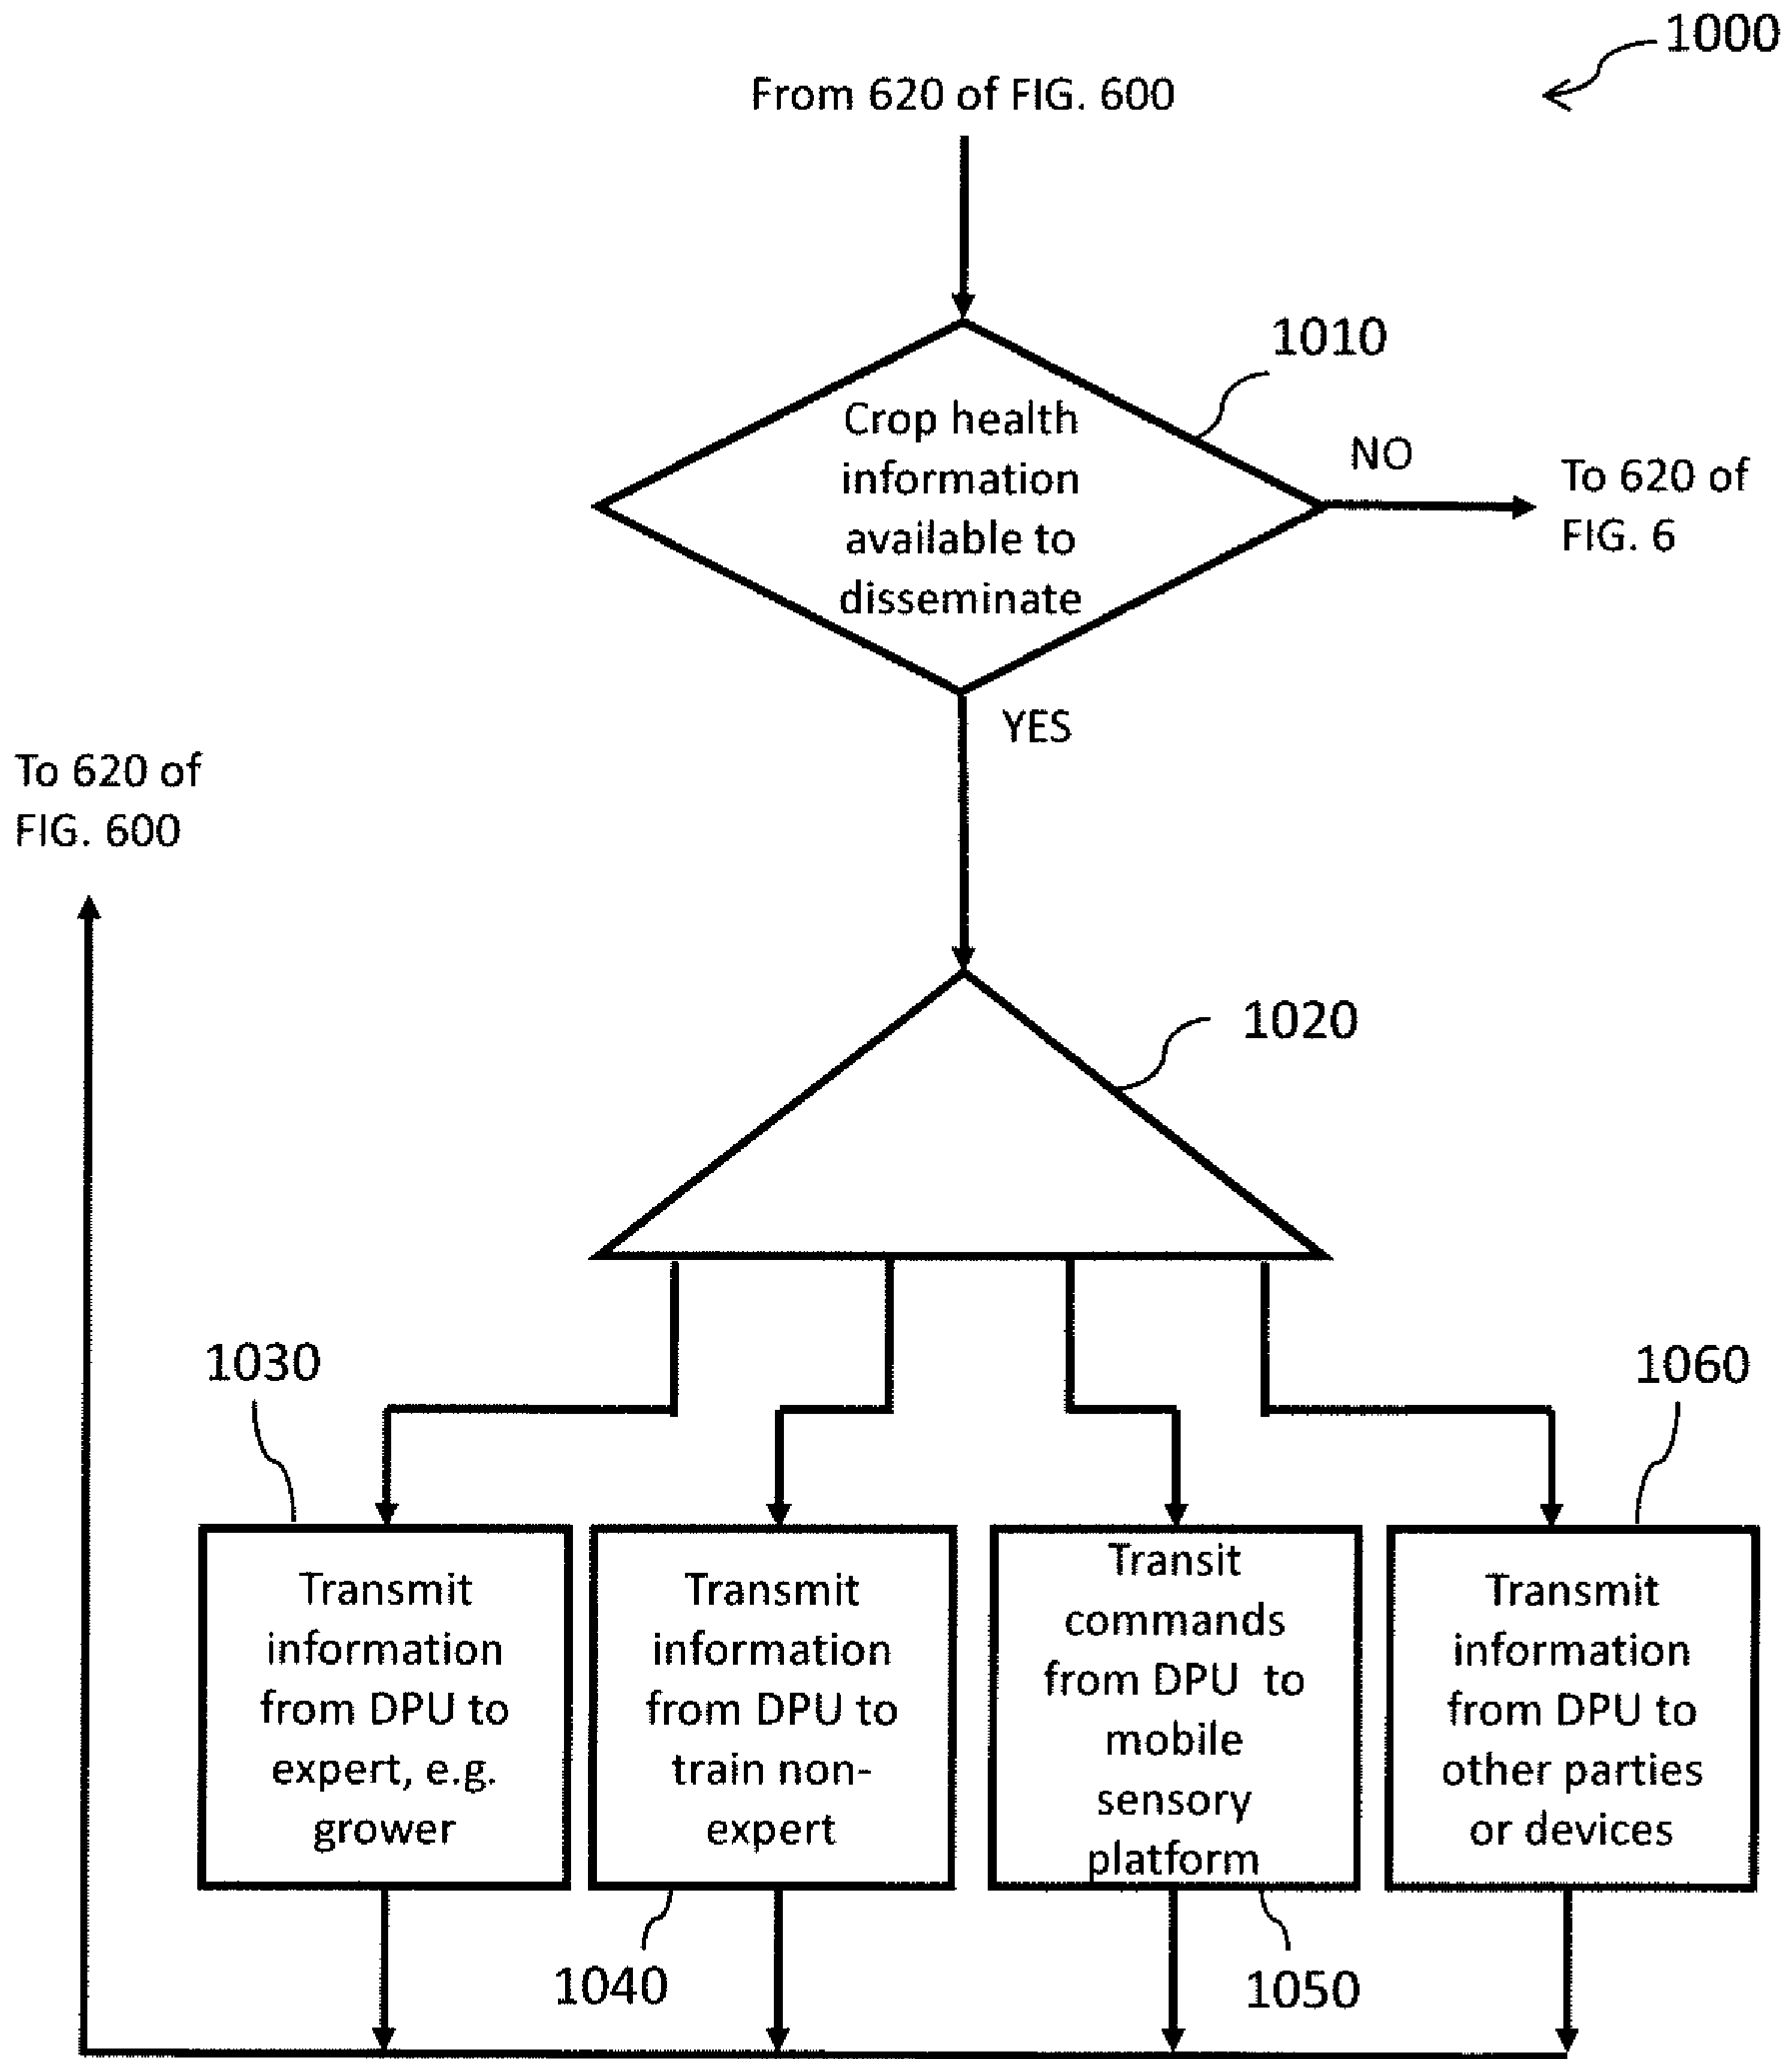 1000
From 620 of FIG. 600
1010
Crop health
information
available to
disseminate
NO
To 620 of
FIG. 6
YES
To 620 of
FIG. 600
1020
1030
1060
Transmit
information
from DPU to
expert, e.g.
grower
Transmit
information
from DPU to
train non-
expert
Transit
commands
from DPU to
mobile
sensory
platform
Transmit
information
from DPU to
other parties
or devices
1040
1050